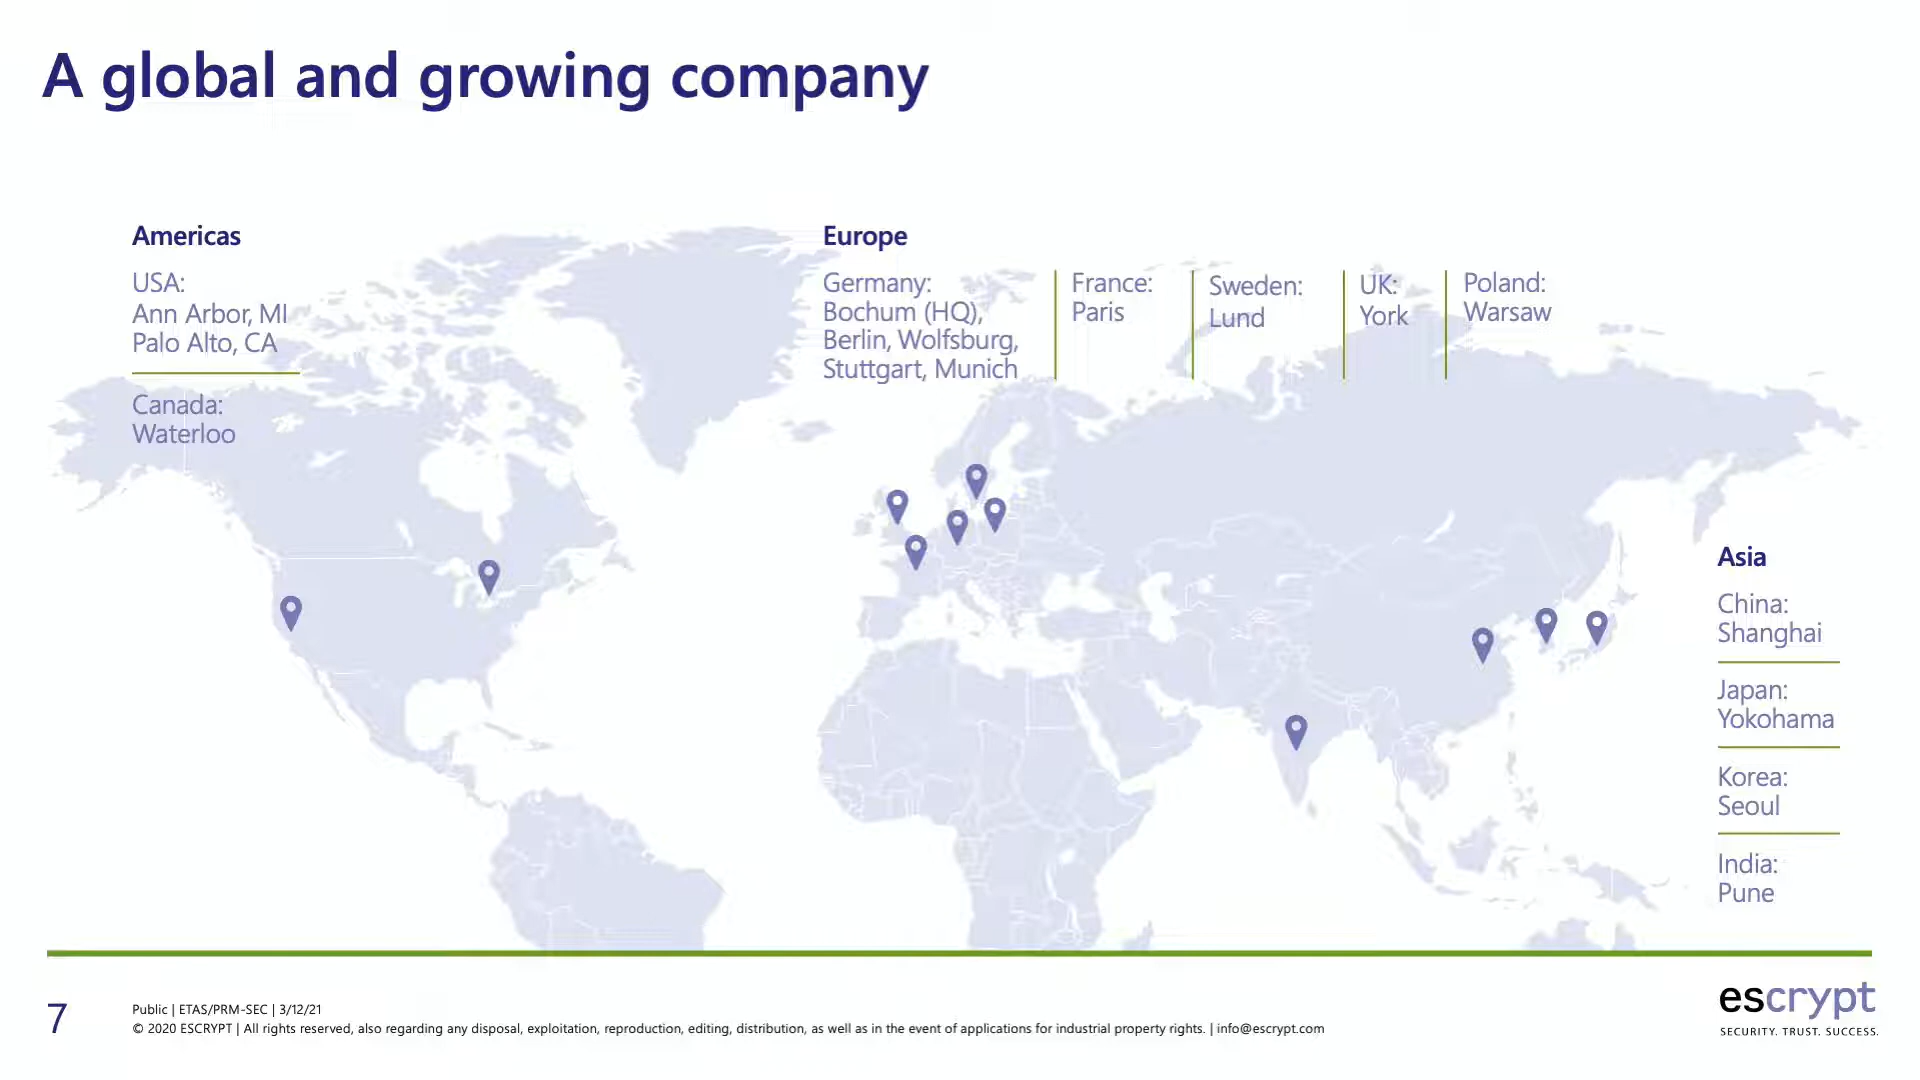 A global and growing company
Americas
USA:
Ann Arbor, MI
Palo Alto, CA
Canada:
Waterloo
Europe
Germany:
Bochum (HQ),
Berlin, Wolfsburg,
Stuttgart, Munich
France:
Paris
Sweden:
Lund
UK:
York
Poland:
Warsaw
Asia
China:
Shanghai
Japan:
Yokohama
Korea:
Seoul
India:
Pune
7
Public | ETAS/PRM-SEC | 3/12/21
© 2020 ESCRYPT | All rights reserved, also regarding any disposal, exploitation, reproduction, editing, distribution, as well as in the event of applications for industrial property rights. | info@escrypt.com
escrypt
SECURITY. TRUST. SUCCESS.